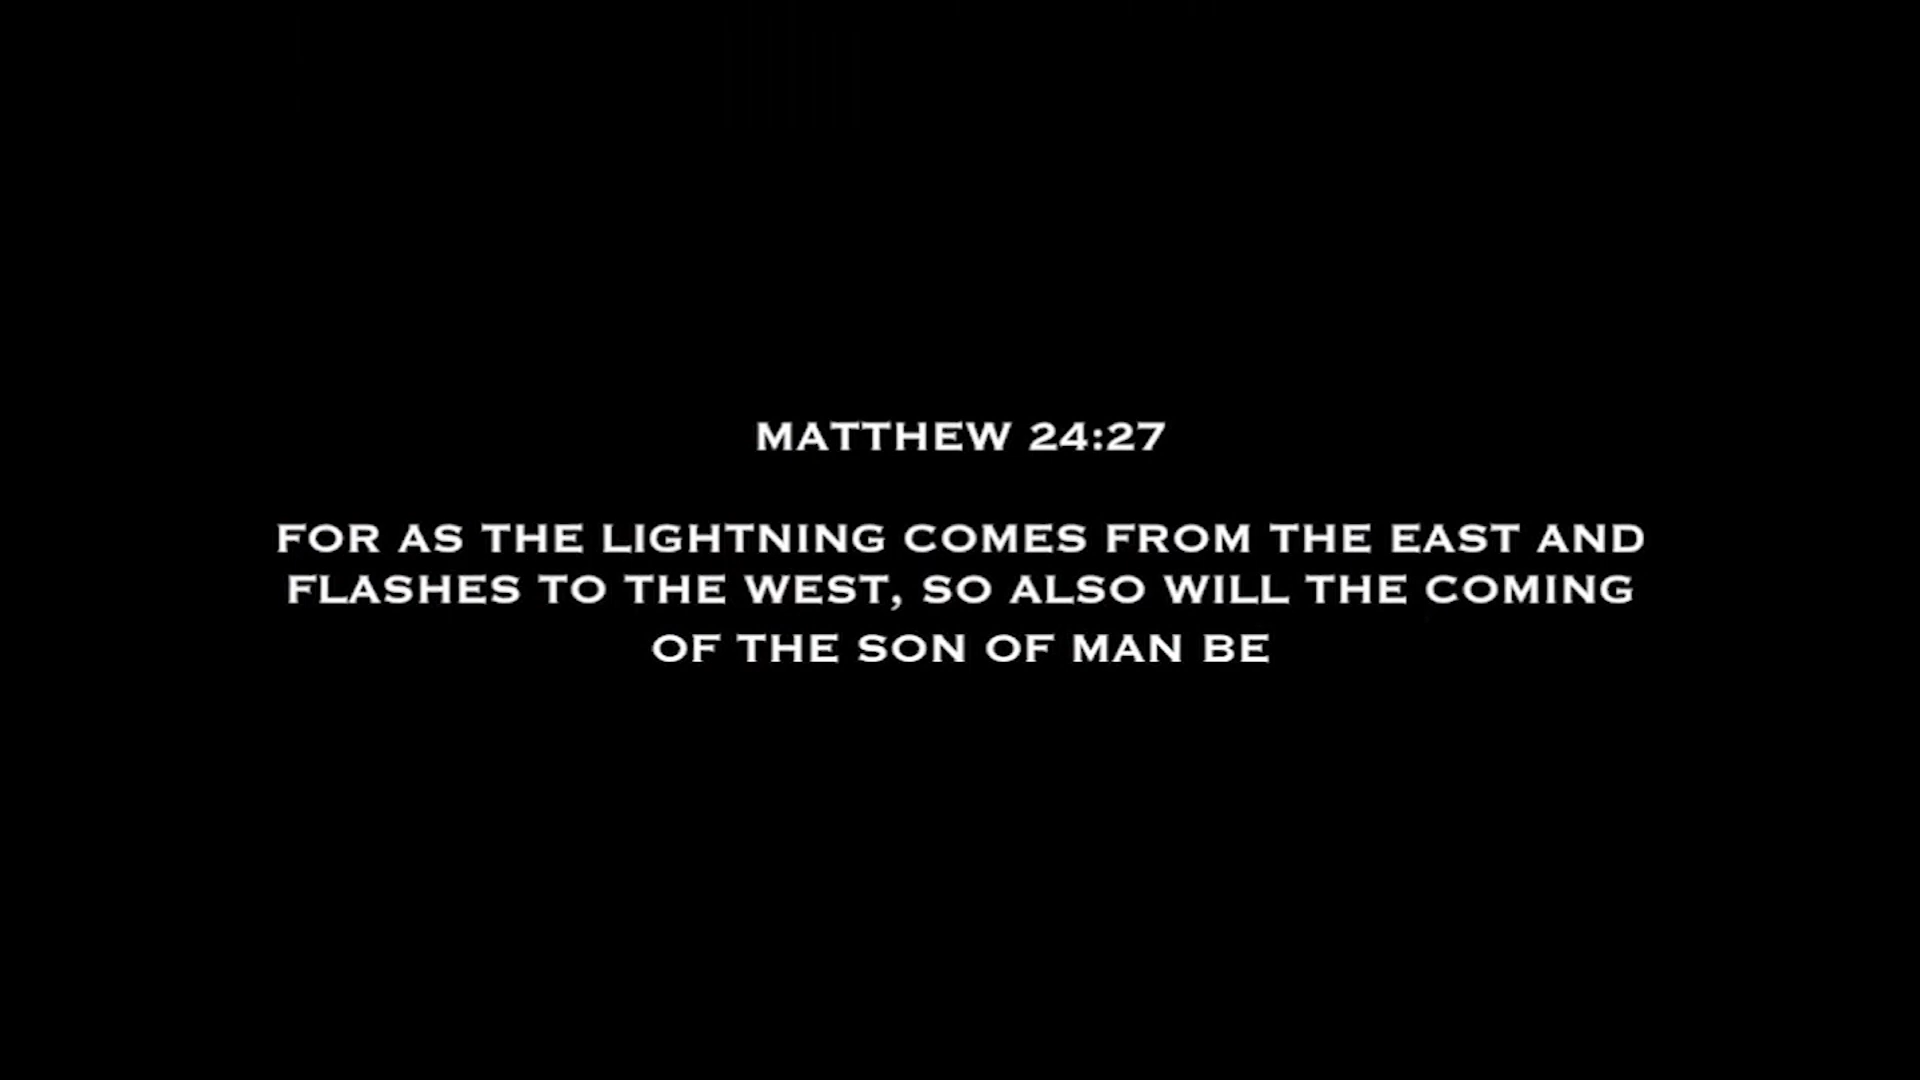 MATTHEW 24:27
FOR AS THE LIGHTNING COMES FROM THE EAST AND
FLASHES TO THE WEST, SO ALSO WILL THE COMING
OF THE SON OF MAN BE